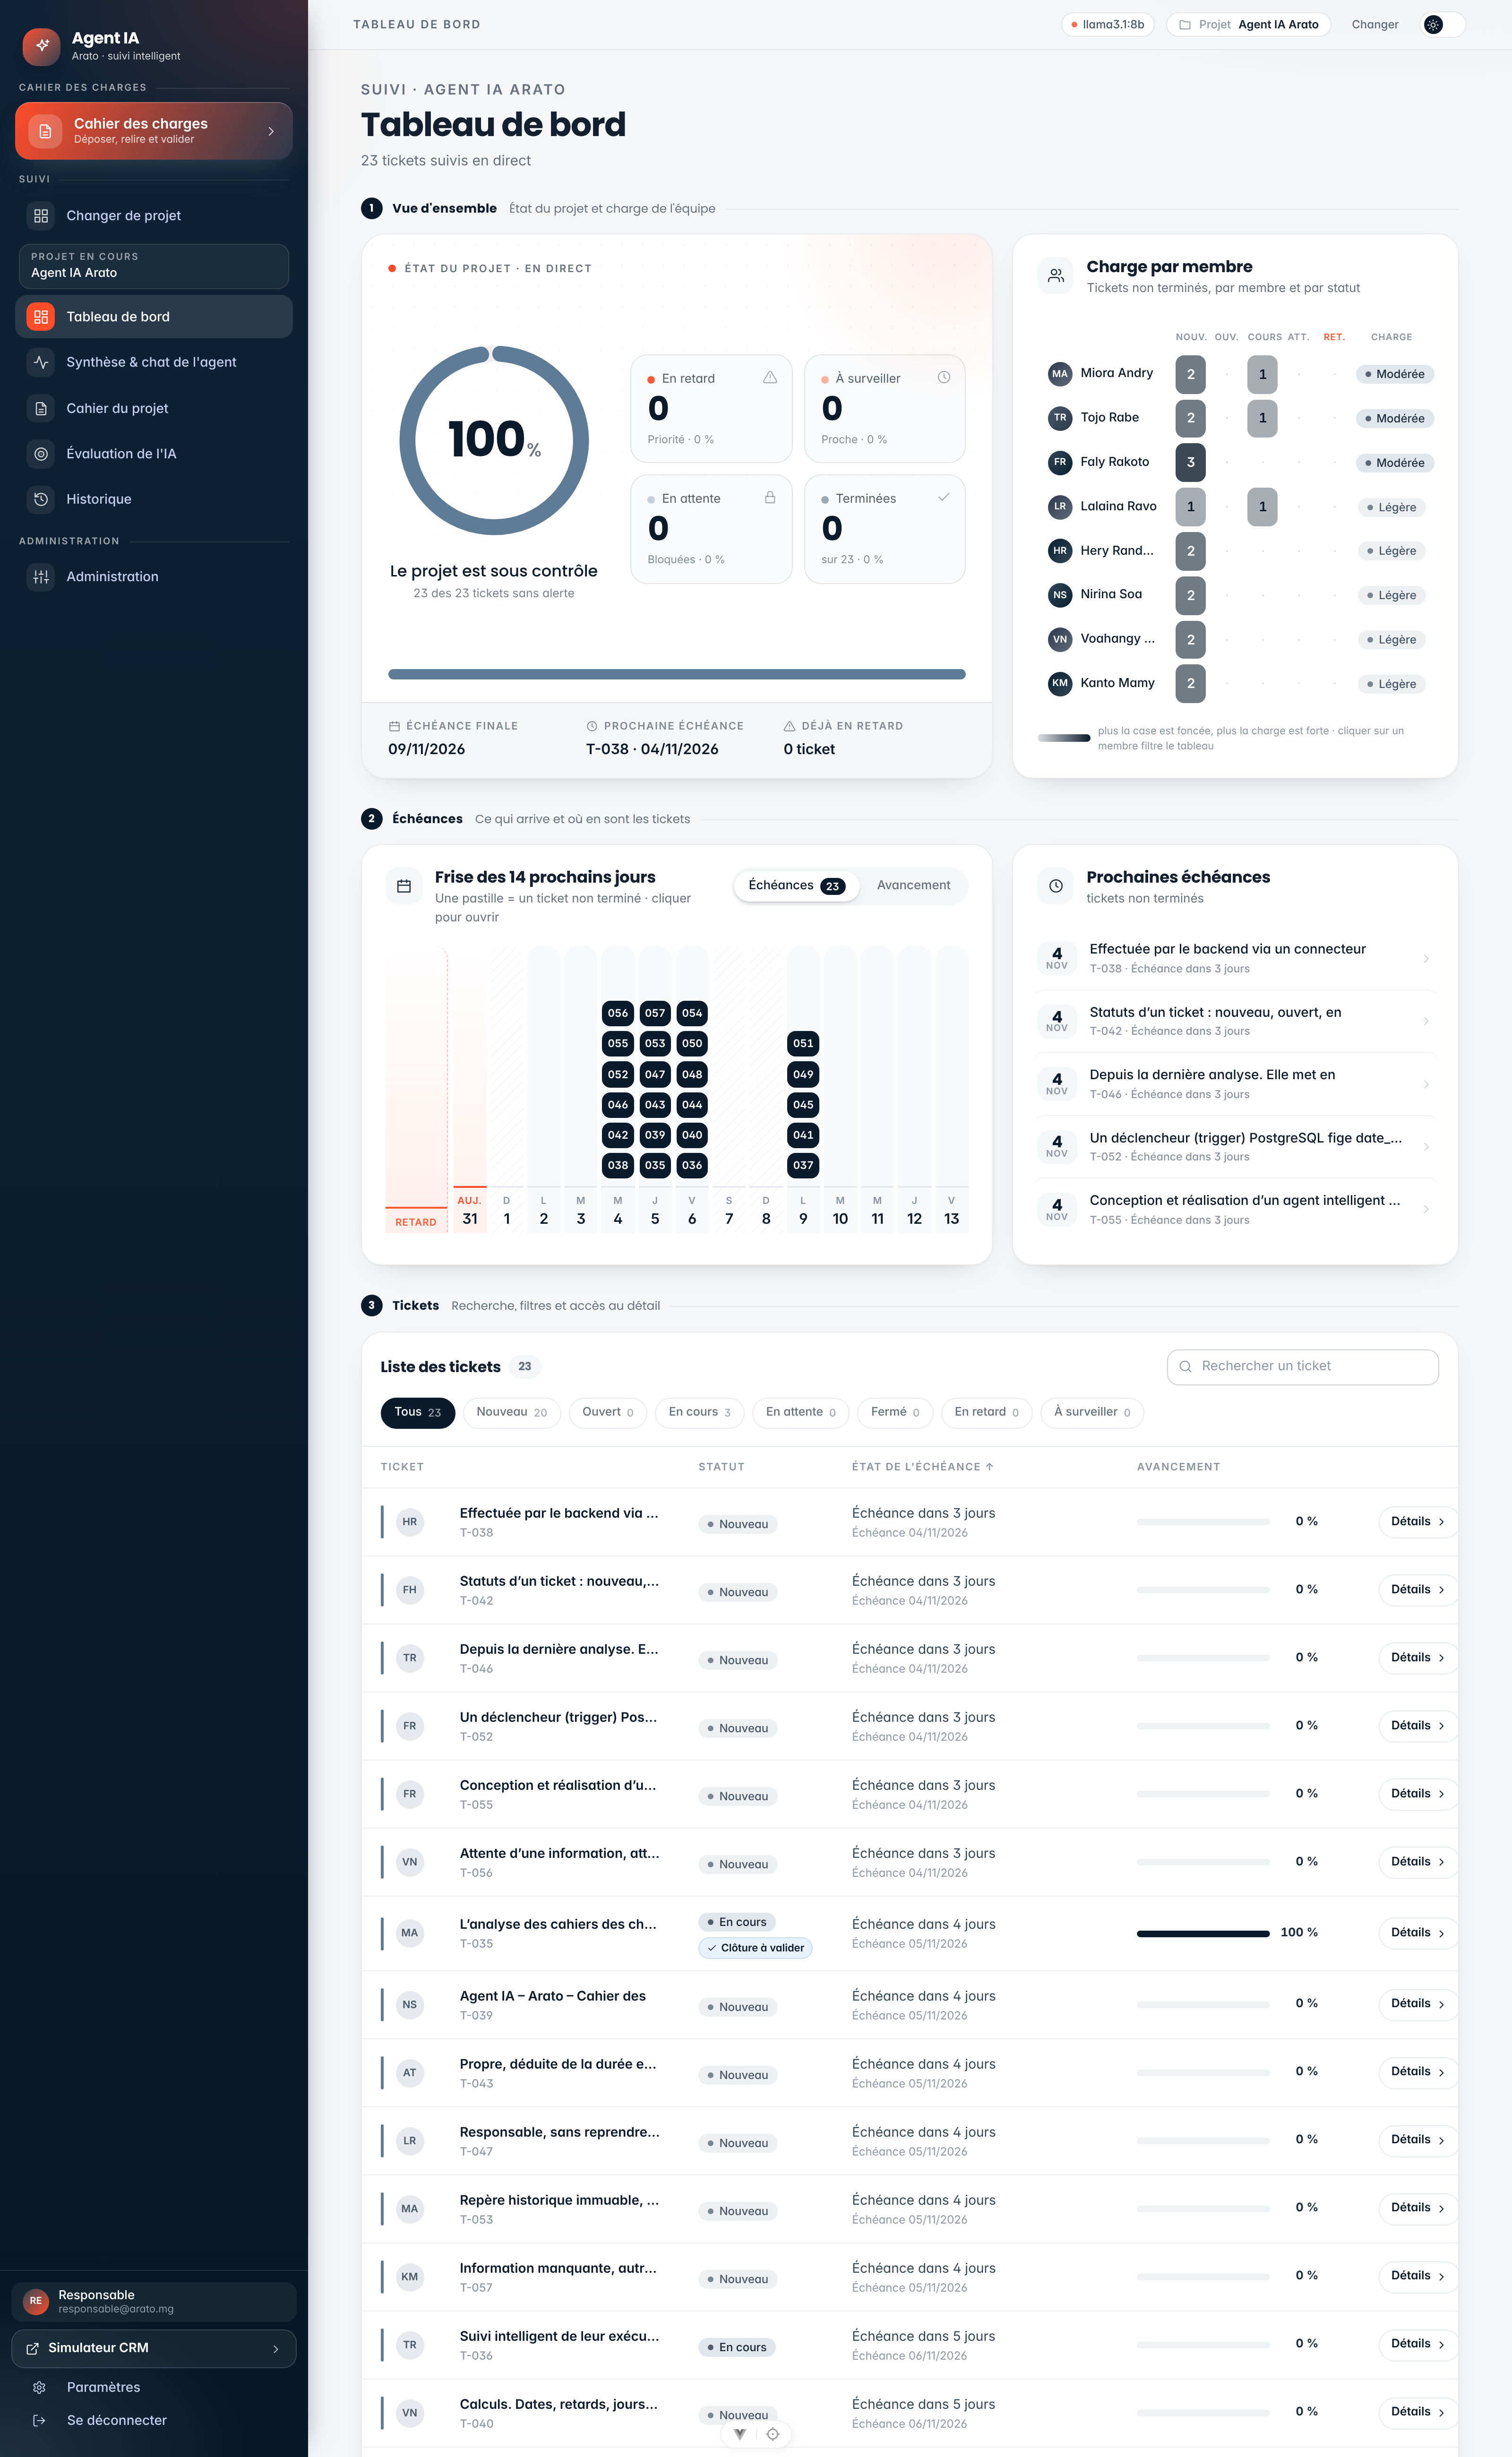 Agent IA
Arato · suivi intelligent
CAHIER DES CHARGES
Cahier des charges
Déposer, relire et valider
SUIVI
Changer de projet
PROJET EN COURS
Agent IA Arato
Tableau de bord
Synthèse & chat de l'agent
Cahier du projet
Évaluation de l'IA
Historique
ADMINISTRATION
Administration
RE
Responsable
responsable@arato.mg
Simulateur CRM
Paramètres
Se déconnecter
TABLEAU DE BORD
llama3.1:8b
Projet Agent IA Arato
Changer
SUIVI · AGENT IA ARATO
Tableau de bord
23 tickets suivis en direct
1 Vue d'ensemble État du projet et charge de l'équipe
ÉTAT DU PROJET · EN DIRECT
100%
Le projet est sous contrôle
23 des 23 tickets sans alerte
En retard
0
Priorité · 0 %
À surveiller
0
Proche · 0 %
En attente
0
Bloquées · 0 %
Terminées
0
sur 23 · 0 %
ÉCHÉANCE FINALE
09/11/2026
PROCHAINE ÉCHÉANCE
T-038 · 04/11/2026
DÉJÀ EN RETARD
0 ticket
Charge par membre
Tickets non terminés, par membre et par statut
NOUV. OUV. COURS ATT. RET. CHARGE
MA Miora Andry 2 · 1 · · Modérée
TR Tojo Rabe 2 · 1 · · Modérée
FR Faly Rakoto 3 · · · · Modérée
LR Lalaina Ravo 1 · 1 · · Légère
HR Hery Rand... 2 · · · · Légère
NS Nirina Soa 2 · · · · Légère
VN Voahangy ... 2 · · · · Légère
KM Kanto Mamy 2 · · · · Légère
plus la case est foncée, plus la charge est forte · cliquer sur un
membre filtre le tableau
2 Échéances Ce qui arrive et où en sont les tickets
Frise des 14 prochains jours
Une pastille = un ticket non terminé · cliquer
pour ouvrir
Échéances 23
Avancement
056 057 054
055 053 050 051
052 047 048 049
046 043 044 045
042 039 040 041
038 035 036 037
RETARD
AUJ. D L M M J V S D L M M J V
31 1 2 3 4 5 6 7 8 9 10 11 12 13
Prochaines échéances
tickets non terminés
4 NOV
Effectuée par le backend via un connecteur
T-038 · Échéance dans 3 jours
4 NOV
Statuts d’un ticket : nouveau, ouvert, en
T-042 · Échéance dans 3 jours
4 NOV
Depuis la dernière analyse. Elle met en
T-046 · Échéance dans 3 jours
4 NOV
Un déclencheur (trigger) PostgreSQL fige date_...
T-052 · Échéance dans 3 jours
4 NOV
Conception et réalisation d’un agent intelligent ...
T-055 · Échéance dans 3 jours
3 Tickets Recherche, filtres et accès au détail
Liste des tickets 23
Rechercher un ticket
Tous 23
Nouveau 20
Ouvert 0
En cours 3
En attente 0
Fermé 0
En retard 0
À surveiller 0
TICKET STATUT ÉTAT DE L'ÉCHÉANCE ↑ AVANCEMENT
HR Effectuée par le backend via ... Nouveau Échéance dans 3 jours 0 % Détails
T-038 Échéance 04/11/2026
FH Statuts d’un ticket : nouveau,... Nouveau Échéance dans 3 jours 0 % Détails
T-042 Échéance 04/11/2026
TR Depuis la dernière analyse. E... Nouveau Échéance dans 3 jours 0 % Détails
T-046 Échéance 04/11/2026
FR Un déclencheur (trigger) Pos... Nouveau Échéance dans 3 jours 0 % Détails
T-052 Échéance 04/11/2026
FR Conception et réalisation d’u... Nouveau Échéance dans 3 jours 0 % Détails
T-055 Échéance 04/11/2026
VN Attente d’une information, att... Nouveau Échéance dans 3 jours 0 % Détails
T-056 Échéance 04/11/2026
MA L’analyse des cahiers des ch... En cours Échéance dans 4 jours 100 % Détails
T-035 Clôture à valider Échéance 05/11/2026
NS Agent IA – Arato – Cahier des Nouveau Échéance dans 4 jours 0 % Détails
T-039 Échéance 05/11/2026
AT Propre, déduite de la durée e... Nouveau Échéance dans 4 jours 0 % Détails
T-043 Échéance 05/11/2026
LR Responsable, sans reprendre... Nouveau Échéance dans 4 jours 0 % Détails
T-047 Échéance 05/11/2026
MA Repère historique immuable, ... Nouveau Échéance dans 4 jours 0 % Détails
T-053 Échéance 05/11/2026
KM Information manquante, autr... Nouveau Échéance dans 4 jours 0 % Détails
T-057 Échéance 05/11/2026
TR Suivi intelligent de leur exécu... En cours Échéance dans 5 jours 0 % Détails
T-036 Échéance 06/11/2026
VN Calculs. Dates, retards, jours... Nouveau Échéance dans 5 jours 0 % Détails
T-040 Échéance 06/11/2026